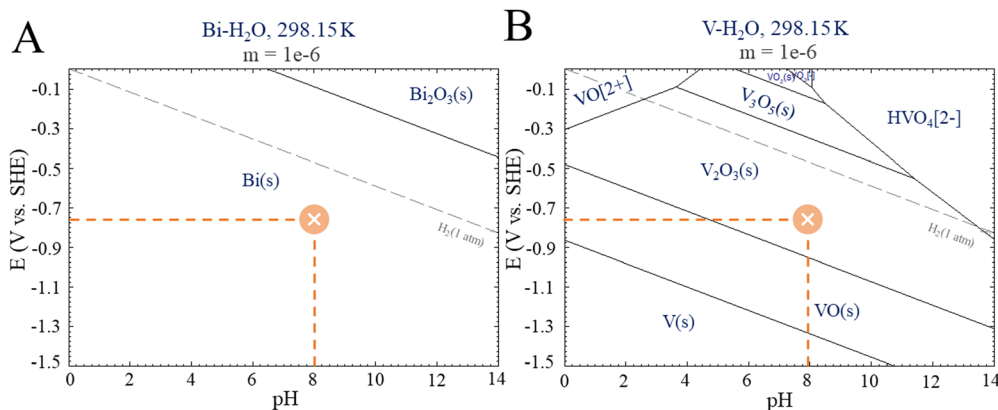 A
Bi-H₂O, 298.15K
m = 1e-6
E (V vs. SHE)
-0.1
-0.3
-0.5
-0.7
-0.9
-1.1
-1.3
-1.5
Bi₂O₃(s)
Bi(s)
H₂(1 atm)
0 2 4 6 8 10 12 14
pH
B
V-H₂O, 298.15K
m = 1e-6
E (V vs. SHE)
-0.1
-0.3
-0.5
-0.7
-0.9
-1.1
-1.3
-1.5
VO[2+]
VO₂(s)
V₃O₅(s)
HVO₄[2-]
V₂O₃(s)
H₂(1 atm)
VO(s)
V(s)
0 2 4 6 8 10 12 14
pH